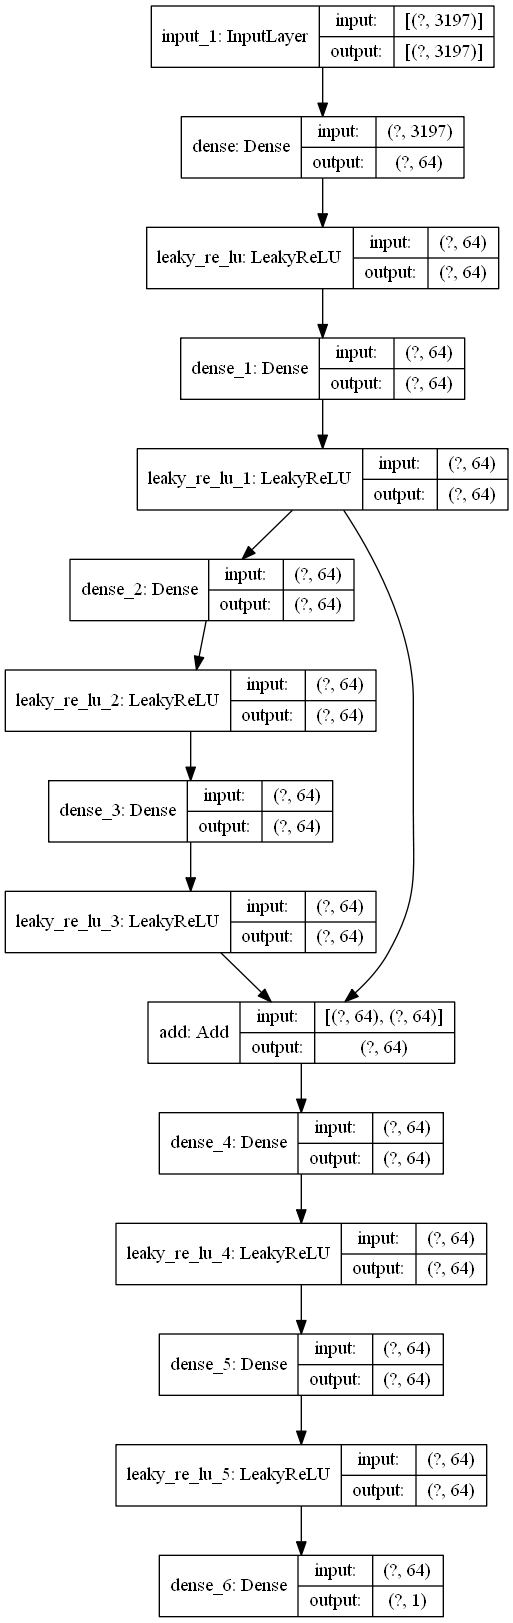 input_1: InputLayer
input:
[(?, 3197)]
output:
[(?, 3197)]
dense: Dense
input:
(?, 3197)
output:
(?, 64)
leaky_re_lu: LeakyReLU
input:
(?, 64)
output:
(?, 64)
dense_1: Dense
input:
(?, 64)
output:
(?, 64)
leaky_re_lu_1: LeakyReLU
input:
(?, 64)
output:
(?, 64)
dense_2: Dense
input:
(?, 64)
output:
(?, 64)
leaky_re_lu_2: LeakyReLU
input:
(?, 64)
output:
(?, 64)
dense_3: Dense
input:
(?, 64)
output:
(?, 64)
leaky_re_lu_3: LeakyReLU
input:
(?, 64)
output:
(?, 64)
add: Add
input:
[(?, 64), (?, 64)]
output:
(?, 64)
dense_4: Dense
input:
(?, 64)
output:
(?, 64)
leaky_re_lu_4: LeakyReLU
input:
(?, 64)
output:
(?, 64)
dense_5: Dense
input:
(?, 64)
output:
(?, 64)
leaky_re_lu_5: LeakyReLU
input:
(?, 64)
output:
(?, 64)
dense_6: Dense
input:
(?, 64)
output:
(?, 1)